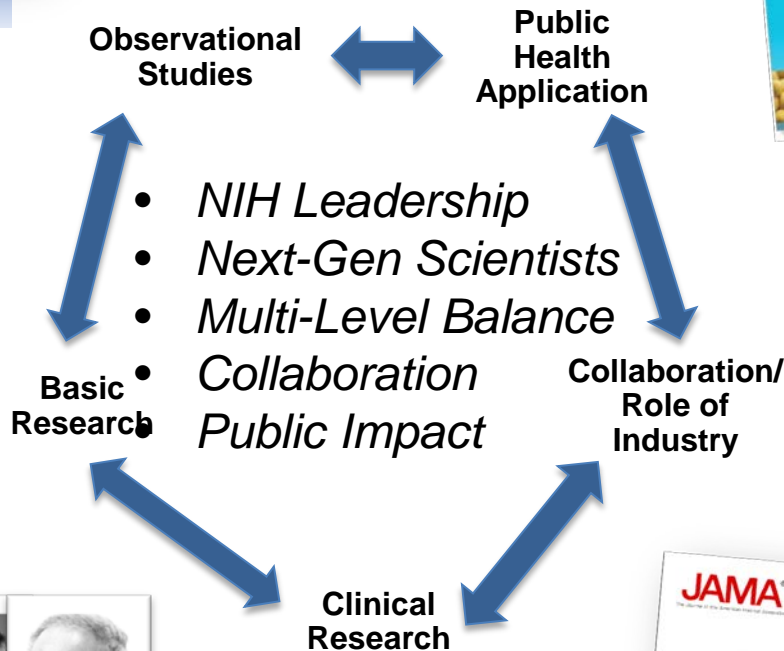 Observational
Studies
Public
Health
Application
• NIH Leadership
• Next-Gen Scientists
• Multi-Level Balance
• Collaboration
• Public Impact
Basic
Research
Collaboration/
Role of
Industry
Clinical
Research
JAMA